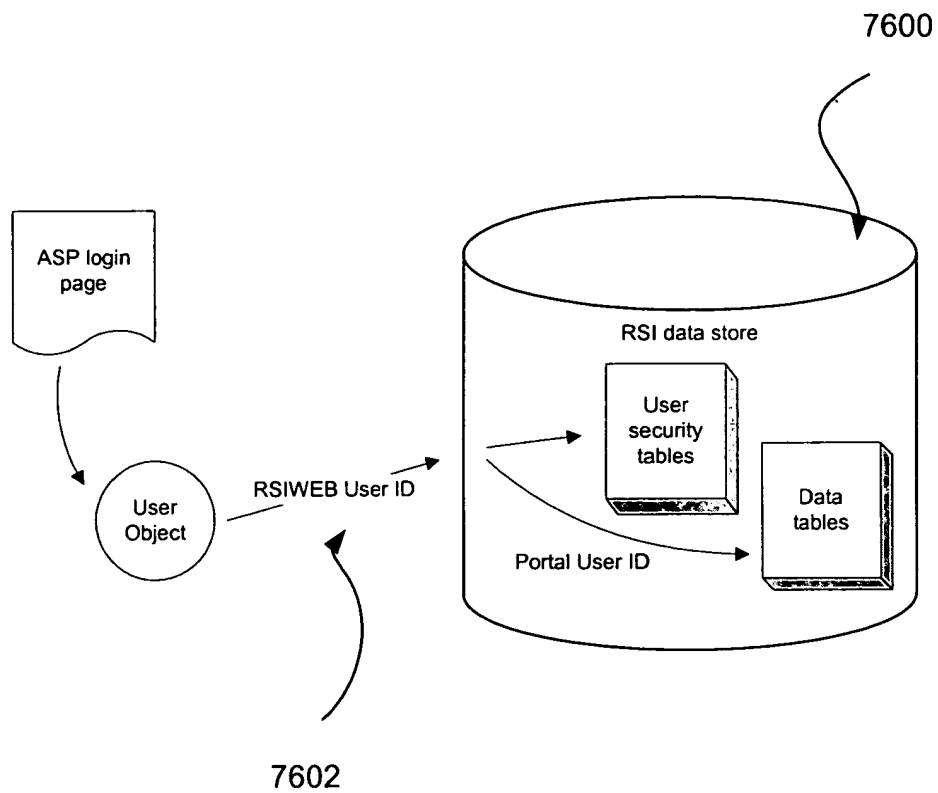 7600
ASP login
page
RSI data store
User
security
tables
RSIWEB User ID
User
Object
Data
tables
Portal User ID
7602